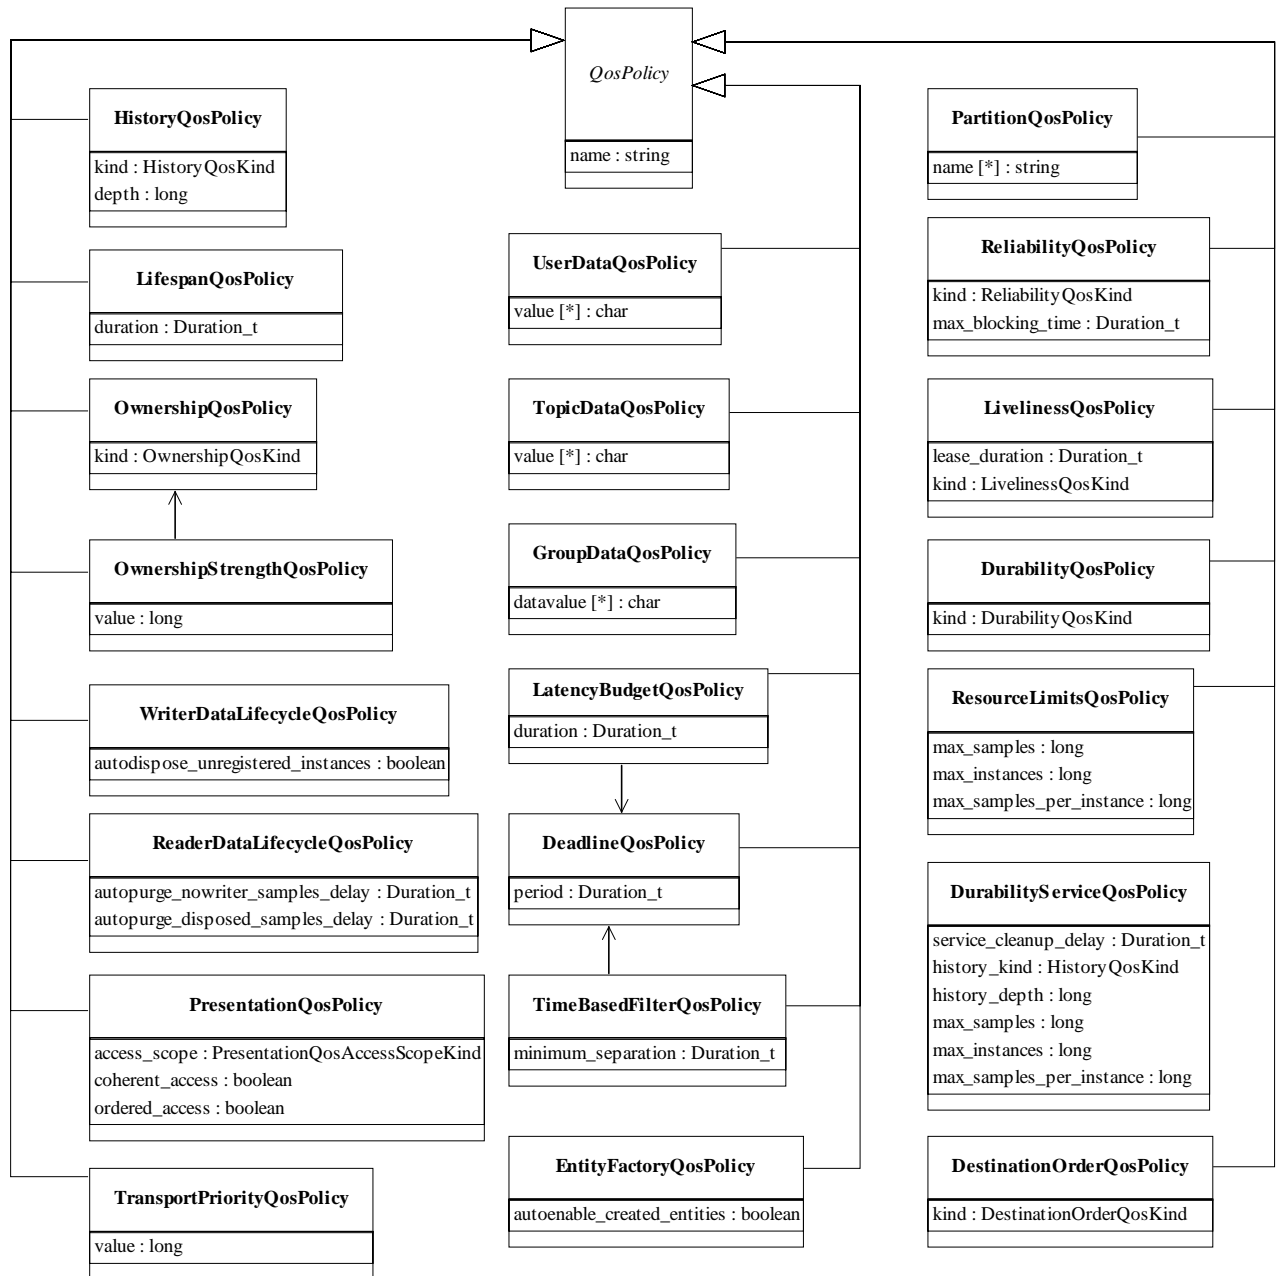 QosPolicy
name : string
HistoryQosPolicy
kind : HistoryQosKind
depth : long
LifespanQosPolicy
duration : Duration_t
OwnershipQosPolicy
kind : OwnershipQosKind
OwnershipStrengthQosPolicy
value : long
WriterDataLifecycleQosPolicy
autodispose_unregistered_instances : boolean
ReaderDataLifecycleQosPolicy
autopurge_nowriter_samples_delay : Duration_t
autopurge_disposed_samples_delay : Duration_t
PresentationQosPolicy
access_scope : PresentationQosAccessScopeKind
coherent_access : boolean
ordered_access : boolean
TransportPriorityQosPolicy
value : long
UserDataQosPolicy
value [*] : char
TopicDataQosPolicy
value [*] : char
GroupDataQosPolicy
datavalue [*] : char
LatencyBudgetQosPolicy
duration : Duration_t
DeadlineQosPolicy
period : Duration_t
TimeBasedFilterQosPolicy
minimum_separation : Duration_t
EntityFactoryQosPolicy
autoenable_created_entities : boolean
PartitionQosPolicy
name [*] : string
ReliabilityQosPolicy
kind : ReliabilityQosKind
max_blocking_time : Duration_t
LivelinessQosPolicy
lease_duration : Duration_t
kind : LivelinessQosKind
DurabilityQosPolicy
kind : DurabilityQosKind
ResourceLimitsQosPolicy
max_samples : long
max_instances : long
max_samples_per_instance : long
DurabilityServiceQosPolicy
service_cleanup_delay : Duration_t
history_kind : HistoryQosKind
history_depth : long
max_samples : long
max_instances : long
max_samples_per_instance : long
DestinationOrderQosPolicy
kind : DestinationOrderQosKind